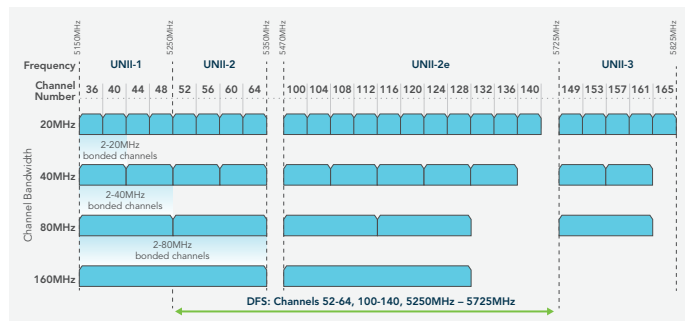 5150MHz 5250MHz 5350MHz 5470MHz 5725MHz 5825MHz
Frequency UNII-1 UNII-2 UNII-2e UNII-3
Channel
Number
36 40 44 48 52 56 60 64 100 104 108 112 116 120 124 128 132 136 140 149 153 157 161 165
Channel Bandwidth
20MHz
2-20MHz
bonded channels
40MHz
2-40MHz
bonded channels
80MHz
2-80MHz
bonded channels
160MHz
DFS: Channels 52-64, 100-140, 5250MHz – 5725MHz